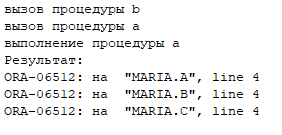 вызов процедуры b
вызов процедуры a
выполнение процедуры a
Результат:
ORA-06512: на  "MARIA.A", line 4
ORA-06512: на  "MARIA.B", line 4
ORA-06512: на  "MARIA.C", line 4